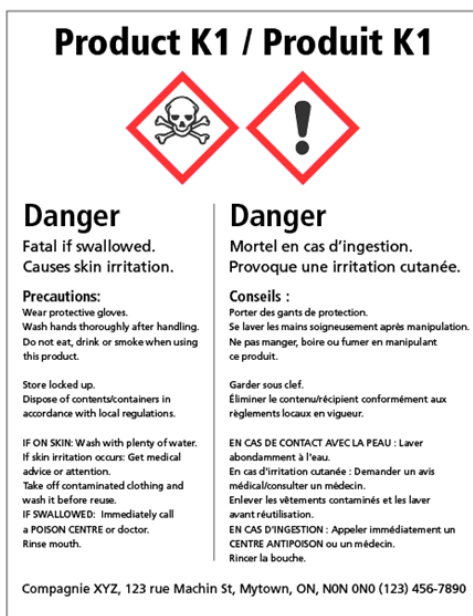 Product K1 / Produit K1
Danger
Fatal if swallowed.
Causes skin irritation.
Precautions:
Wear protective gloves.
Wash hands thoroughly after handling.
Do not eat, drink or smoke when using
this product.
Store locked up.
Dispose of contents/containers in
accordance with local regulations.
IF ON SKIN: Wash with plenty of water.
If skin irritation occurs: Get medical
advice or attention.
Take off contaminated clothing and
wash it before reuse.
IF SWALLOWED: Immediately call
a POISON CENTRE or doctor.
Rinse mouth.
Danger
Mortel en cas d'ingestion.
Provoque une irritation cutanée.
Conseils :
Porter des gants de protection.
Se laver les mains soigneusement après manipulation.
Ne pas manger, boire ou fumer en manipulant
ce produit.
Garder sous clef.
Éliminer le contenu/récipient conformément aux
règlements locaux en vigueur.
EN CAS DE CONTACT AVEC LA PEAU : Laver
abondamment à l'eau.
En cas d'irritation cutanée : Demander un avis
médical/consulter un médecin.
Enlever les vêtements contaminés et les laver
avant réutilisation.
EN CAS D'INGESTION : Appeler immédiatement un
CENTRE ANTIPOISON ou un médecin.
Rincer la bouche.
Compagnie XYZ, 123 rue Machin St, Mytown, ON, N0N 0N0 (123) 456-7890